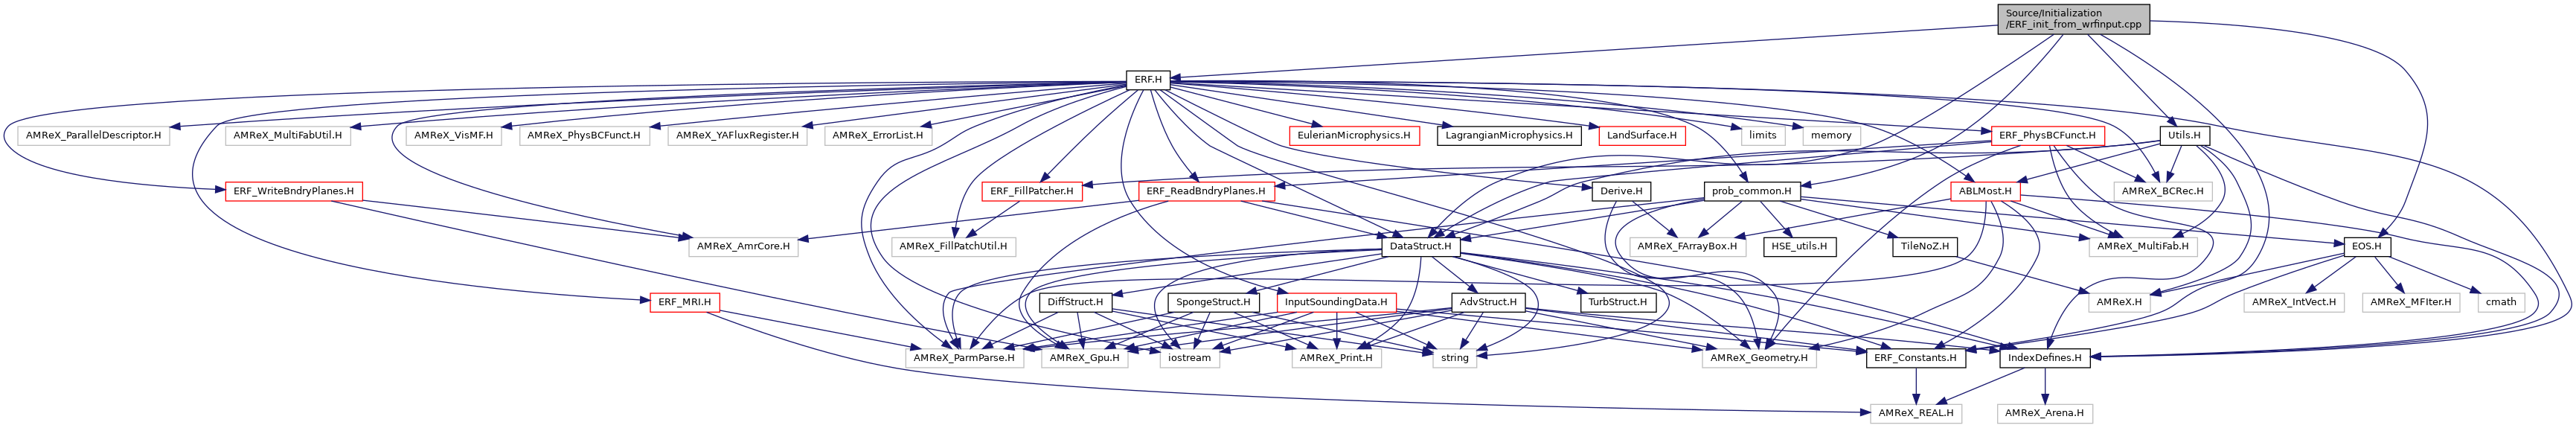 Source/Initialization
/ERF_init_from_wrfinput.cpp
ERF.H
AMReX_ParallelDescriptor.H
AMReX_MultiFabUtil.H
AMReX_VisMF.H
AMReX_PhysBCFunct.H
AMReX_YAFluxRegister.H
AMReX_ErrorList.H
EulerianMicrophysics.H
LagrangianMicrophysics.H
LandSurface.H
limits
memory
ERF_PhysBCFunct.H
Utils.H
ERF_WriteBndryPlanes.H
ERF_FillPatcher.H
ERF_ReadBndryPlanes.H
Derive.H
prob_common.H
ABLMost.H
AMReX_BCRec.H
AMReX_AmrCore.H
AMReX_FillPatchUtil.H
DataStruct.H
AMReX_FArrayBox.H
HSE_utils.H
TileNoZ.H
AMReX_MultiFab.H
EOS.H
ERF_MRI.H
DiffStruct.H
SpongeStruct.H
InputSoundingData.H
AdvStruct.H
TurbStruct.H
AMReX.H
AMReX_IntVect.H
AMReX_MFIter.H
cmath
AMReX_ParmParse.H
AMReX_Gpu.H
iostream
AMReX_Print.H
string
AMReX_Geometry.H
ERF_Constants.H
IndexDefines.H
AMReX_REAL.H
AMReX_Arena.H